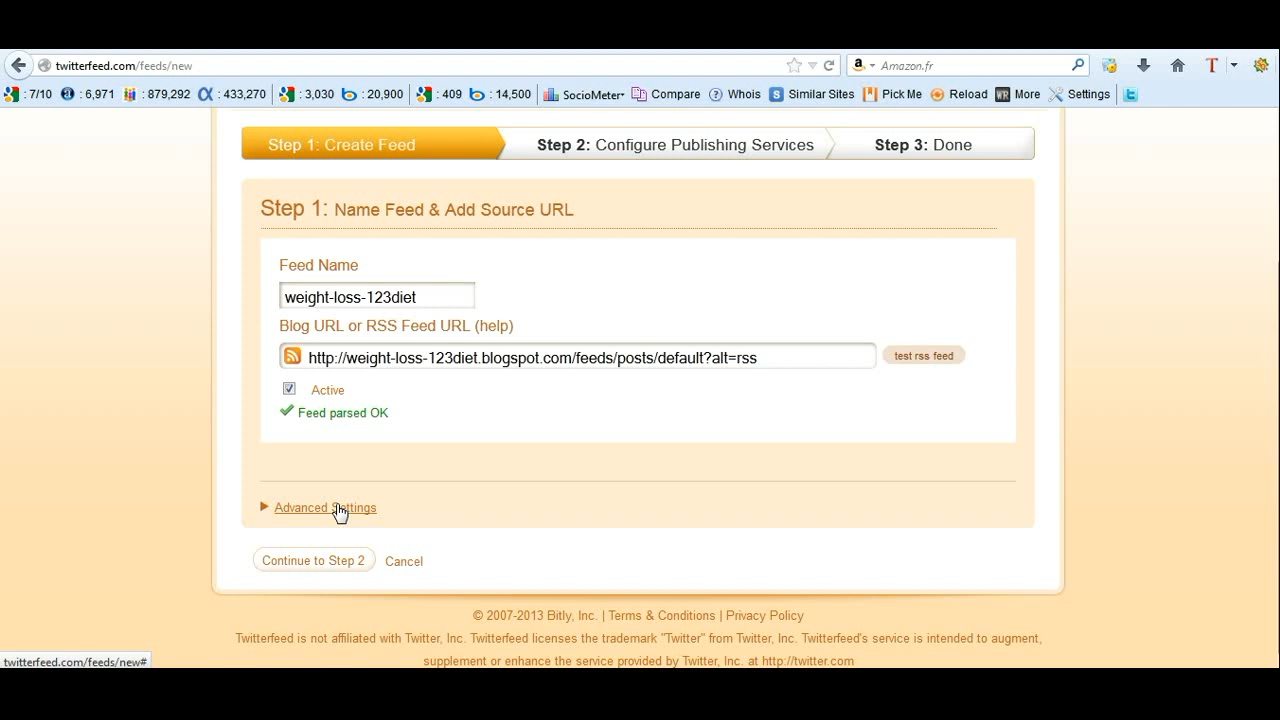 twitterfeed.com/feeds/new
Amazon.fr
: 7/10 : 6,971 : 879,292 : 433,270 : 3,030 : 20,900 : 409 : 14,500 SocioMeter Compare Whois Similar Sites Pick Me Reload More Settings
Step 1: Create Feed
Step 2: Configure Publishing Services
Step 3: Done
Step 1: Name Feed & Add Source URL
Feed Name
weight-loss-123diet
Blog URL or RSS Feed URL (help)
http://weight-loss-123diet.blogspot.com/feeds/posts/default?alt=rss
test rss feed
Active
Feed parsed OK
Advanced Settings
Continue to Step 2 Cancel
© 2007-2013 Bitly, Inc. | Terms & Conditions | Privacy Policy
Twitterfeed is not affiliated with Twitter, Inc. Twitterfeed licenses the trademark "Twitter" from Twitter, Inc. Twitterfeed's service is intended to augment,
supplement or enhance the service provided by Twitter, Inc. at http://twitter.com
twitterfeed.com/feeds/new#